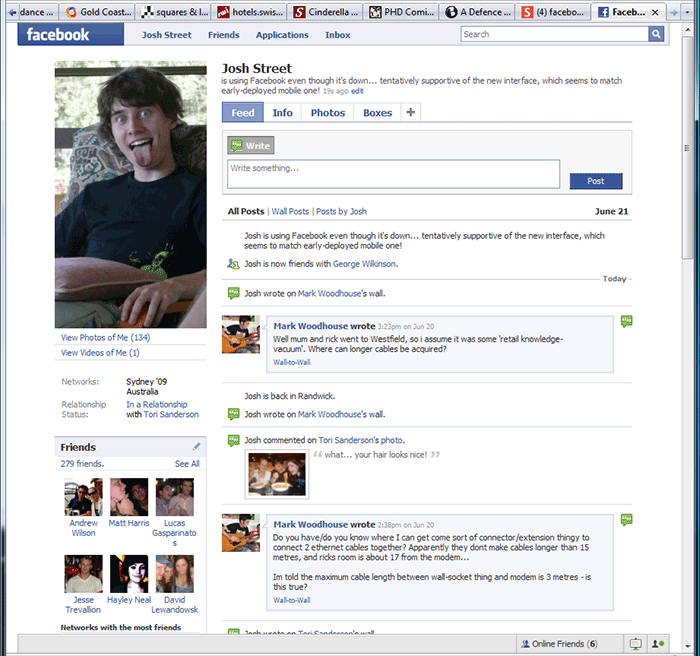 dance ...
Gold Coast...
squares & l...
hotels.swis...
Cinderella ...
PHD Comi...
A Defence ...
(4) facebo...
Faceb...
facebook
Josh Street
Friends
Applications
Inbox
Search
Josh Street
is using Facebook even though it's down... tentatively supportive of the new interface, which seems to match
early-deployed mobile one! 19s ago edit
Feed
Info
Photos
Boxes
+
Write
Write something...
Post
All Posts | Wall Posts | Posts by Josh
June 21
Josh is using Facebook even though it's down... tentatively supportive of the new interface, which
seems to match early-deployed mobile one!
Josh is now friends with George Wilkinson.
Today
Josh wrote on Mark Woodhouse's wall.
Mark Woodhouse wrote 3:23pm on Jun 20
Well mum and rick went to Westfield, so i assume it was some 'retail knowledge-
vacuum'. Where can longer cables be acquired?
Wall-to-Wall
Josh is back in Randwick.
Josh wrote on Mark Woodhouse's wall.
Josh commented on Tori Sanderson's photo.
“ what... your hair looks nice! ”
Mark Woodhouse wrote 2:38pm on Jun 20
Do you have/do you know where I can get come sort of connector/extension thingy to
connect 2 ethernet cables together? Apparently they dont make cables longer than 15
metres, and ricks room is about 17 from the modem...
Im told the maximum cable length between wall-socket thing and modem is 3 metres - is
this true?
Wall-to-Wall
Josh wrote on Tori Sanderson's wall.
View Photos of Me (134)
View Videos of Me (1)
Networks:
Sydney '09
Australia
Relationship
Status:
In a Relationship
with Tori Sanderson
Friends
279 friends.
See All
Andrew
Wilson
Matt Harris
Lucas
Gasparinato
s
Jesse
Trevallion
Hayley Neal
David
Lewandowsk
Networks with the most friends
Online Friends (6)